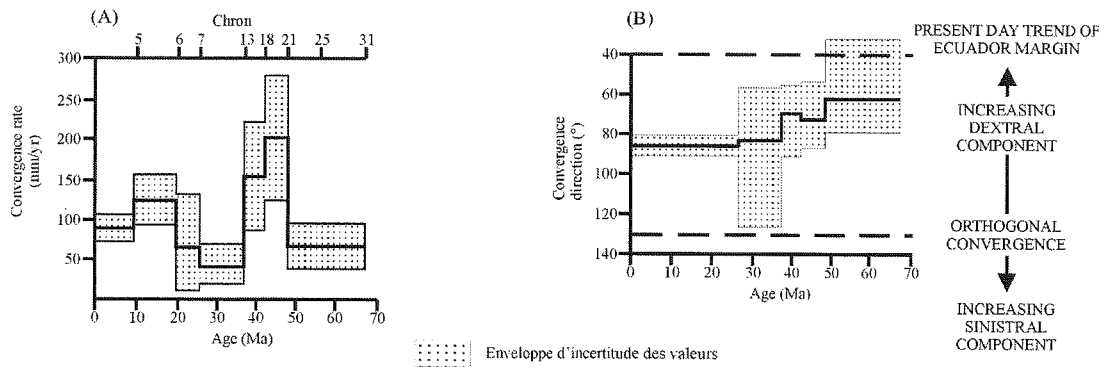 (A)
Chron
5 6 7 13 18 21 25 31
Convergence rate
(mm/yr)
300
250
200
150
100
50
0 10 20 30 40 50 60 70
Age (Ma)
(B)
Convergence
direction (°)
40
60
80
100
120
140
0 10 20 30 40 50 60 70
Age (Ma)
PRESENT DAY TREND OF
ECUADOR MARGIN
INCREASING
DEXTRAL
COMPONENT
ORTHOGONAL
CONVERGENCE
INCREASING
SINISTRAL
COMPONENT
Enveloppe d'incertitude des valeurs